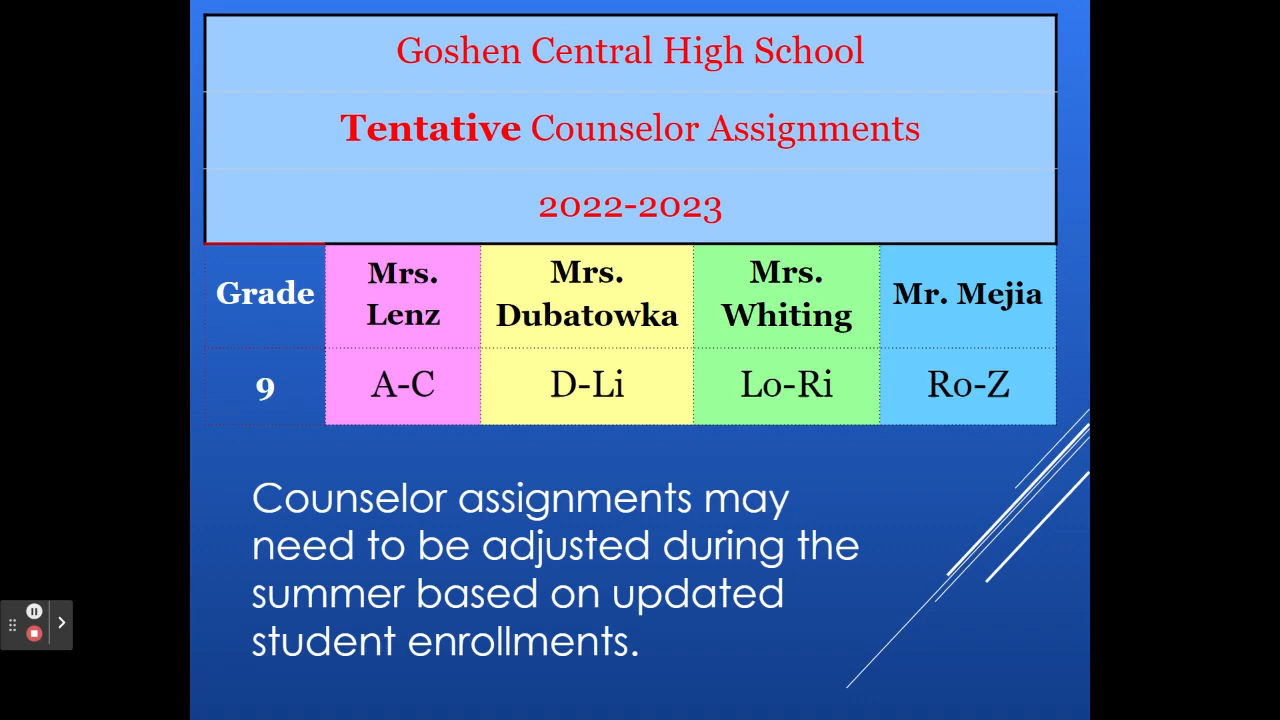 Goshen Central High School
Tentative Counselor Assignments
2022-2023
Grade Mrs. Lenz Mrs. Dubatowka Mrs. Whiting Mr. Mejia
9 A-C D-Li Lo-Ri Ro-Z
Counselor assignments may
need to be adjusted during the
summer based on updated
student enrollments.